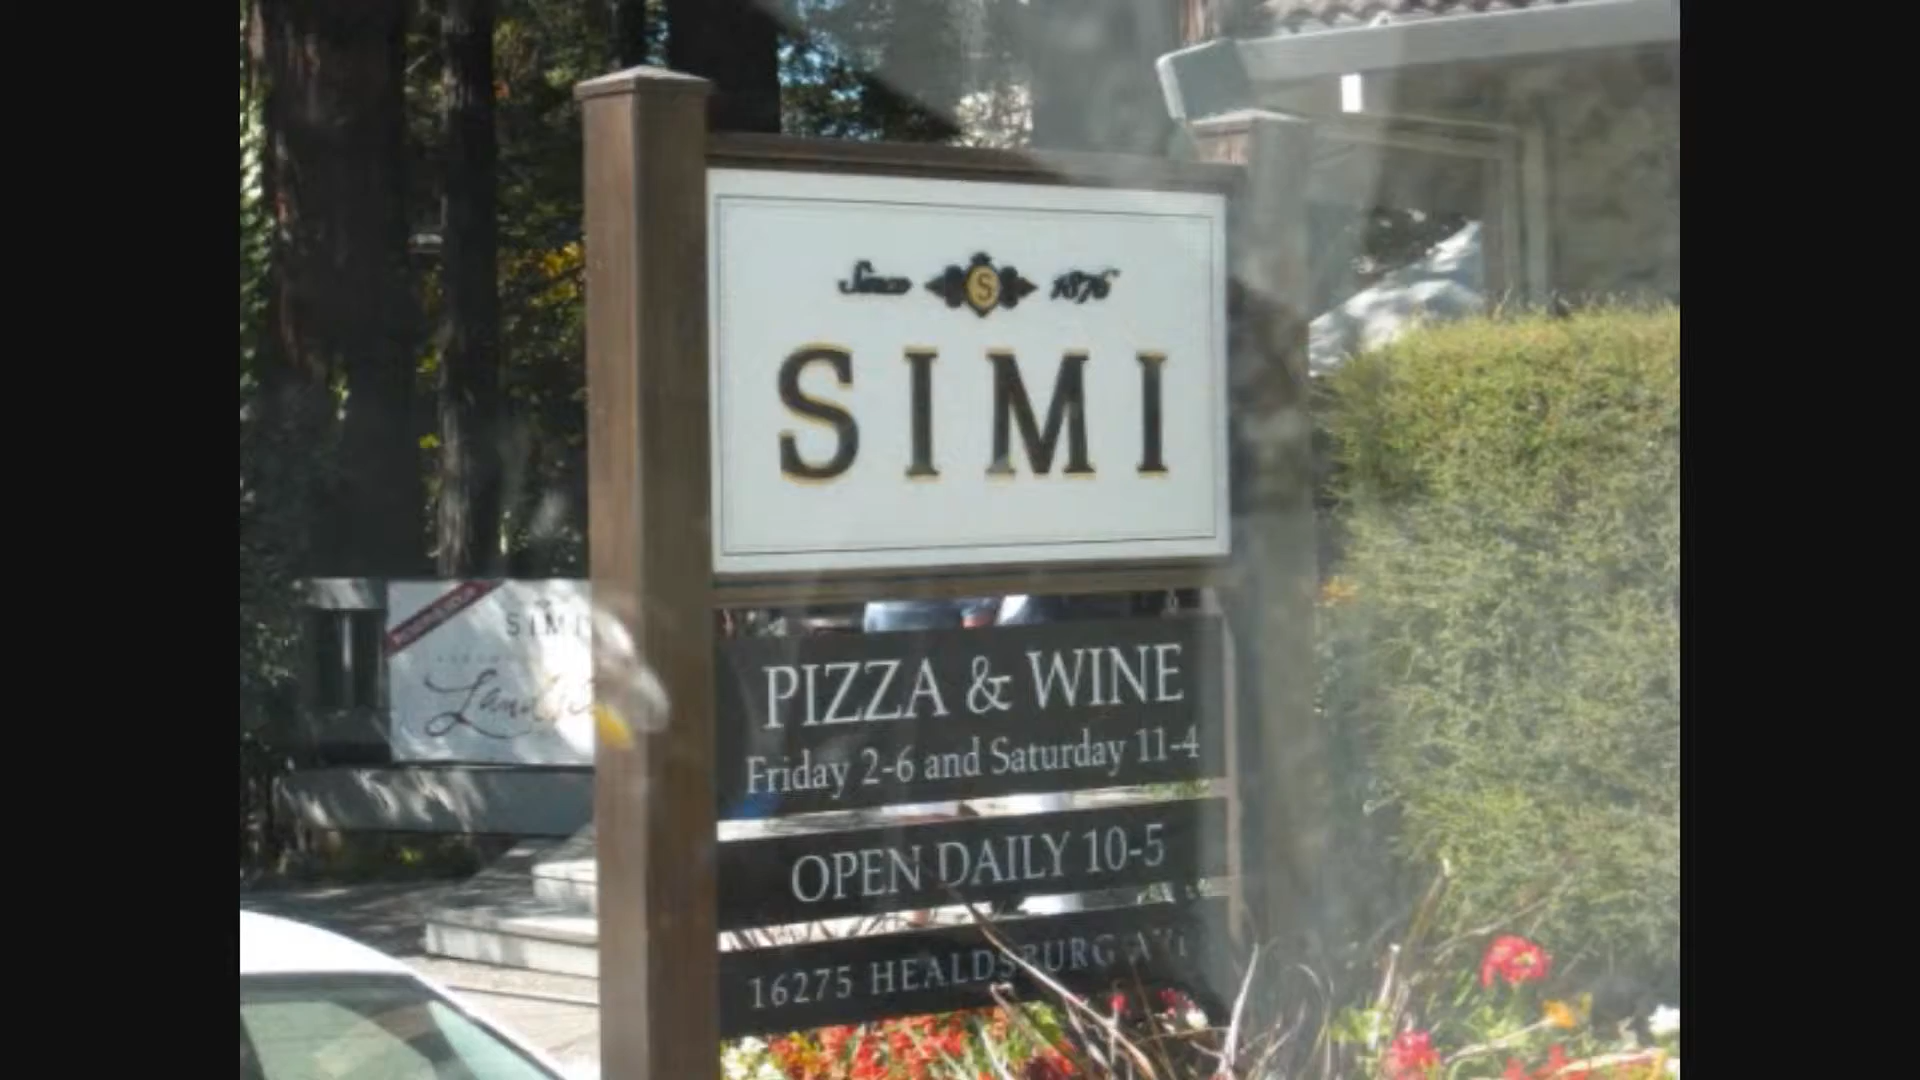 Since S 1876
SIMI
PIZZA & WINE
Friday 2-6 and Saturday 11-4
OPEN DAILY 10-5
16275 HEALDSBURG AVE
SIMI